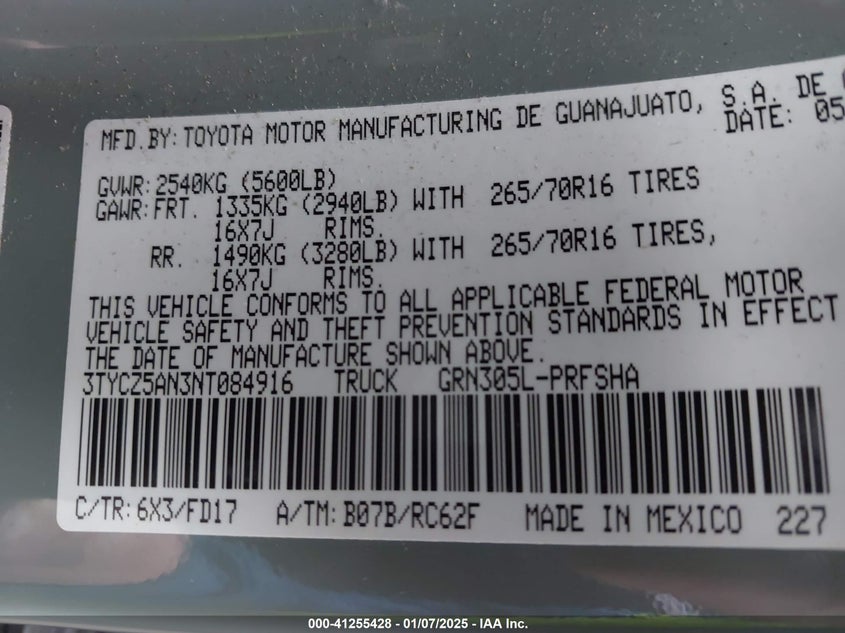 MFD.BY: TOYOTA MOTOR MANUFACTURING DE GUANAJUATO, S.A. DE
DATE: 05
GVWR: 2540KG (5600LB)
GAWR: FRT. 1335KG (2940LB) WITH 265/70R16 TIRES
16X7J RIMS.
RR. 1490KG (3280LB) WITH 265/70R16 TIRES,
16X7J RIMS.
THIS VEHICLE CONFORMS TO ALL APPLICABLE FEDERAL MOTOR
VEHICLE SAFETY AND THEFT PREVENTION STANDARDS IN EFFECT
THE DATE OF MANUFACTURE SHOWN ABOVE.
3TYCZ5AN3NT084916 TRUCK GRN305L-PRFSHA
C/TR: 6X3/FD17 A/TM: B07B/RC62F MADE IN MEXICO 227
000-41255428 - 01/07/2025 - IAA Inc.